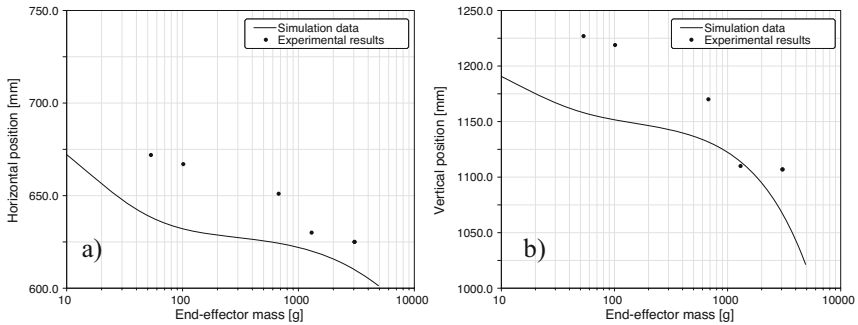 750.0
700.0
650.0
600.0
Horizontal position [mm]
Simulation data
Experimental results
a)
10
100
1000
10000
End-effector mass [g]
1250.0
1200.0
1150.0
1100.0
1050.0
1000.0
Vertical position [mm]
Simulation data
Experimental results
b)
10
100
1000
10000
End-effector mass [g]